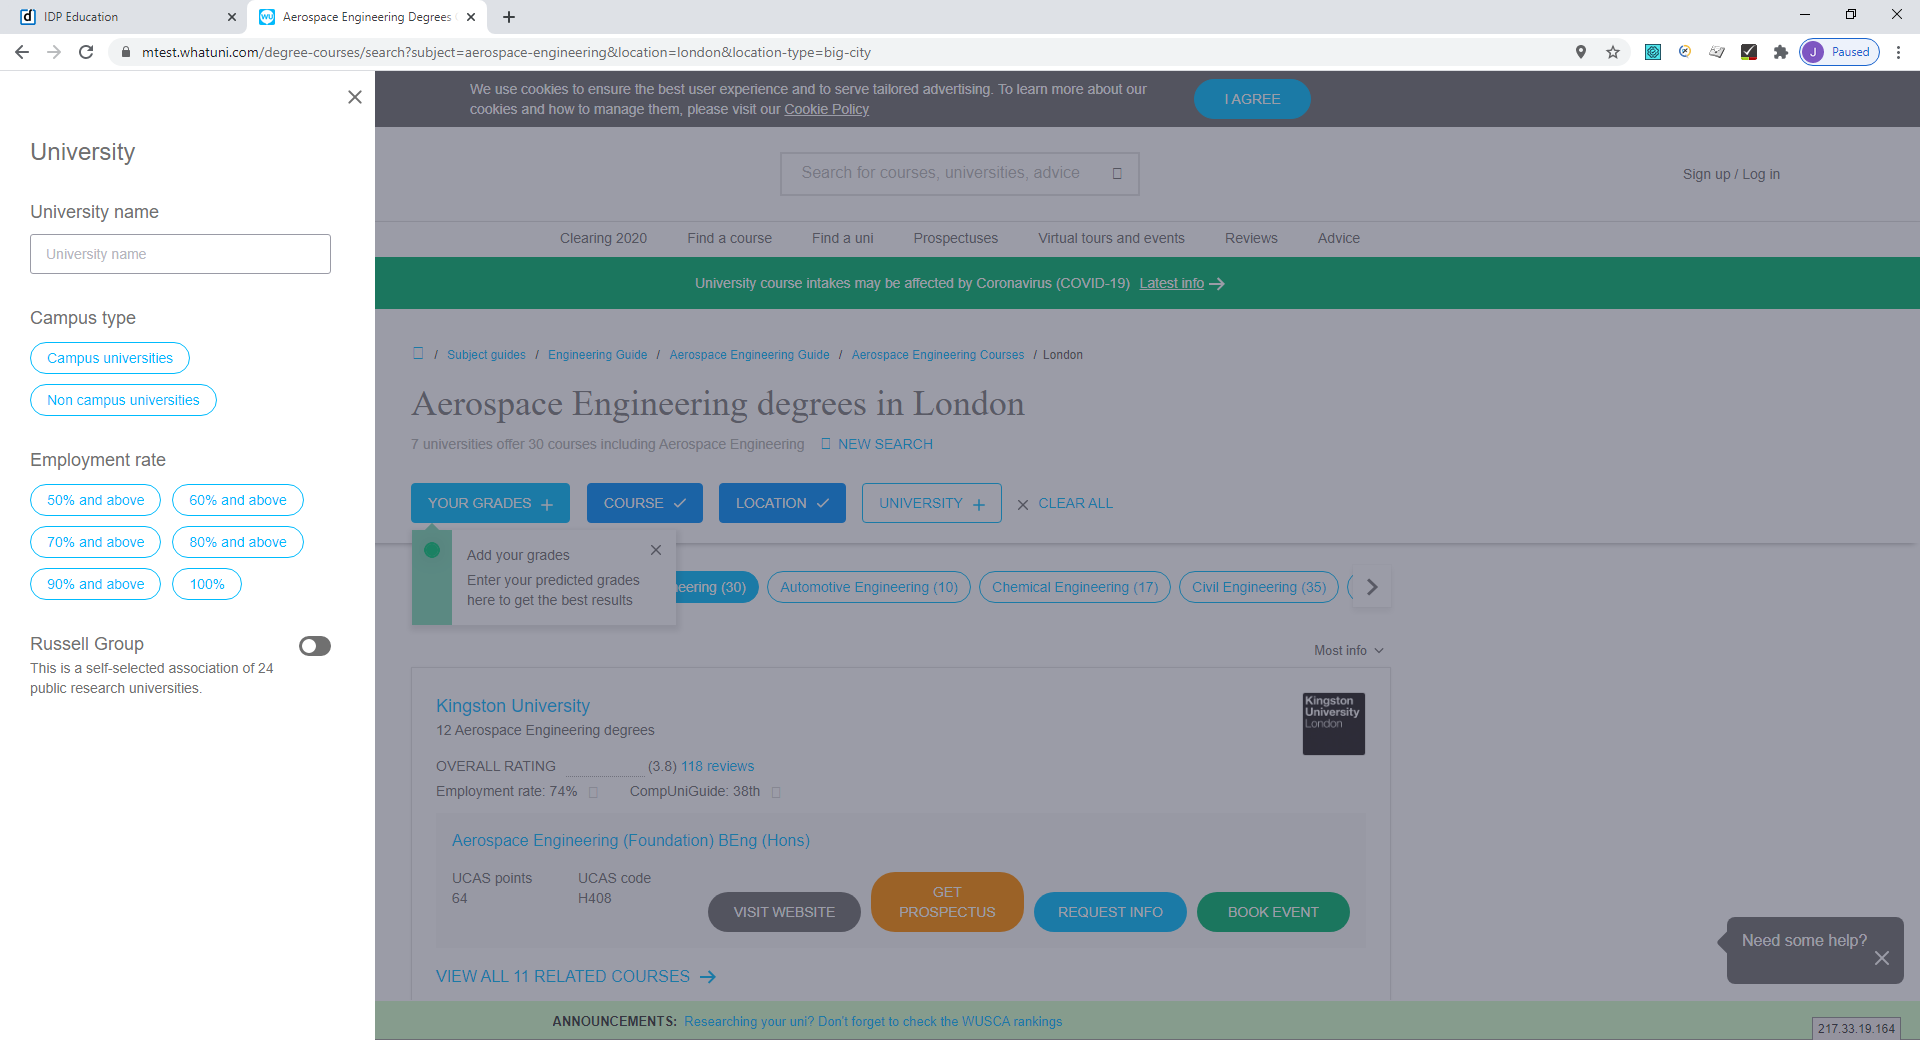 IDP Education
Aerospace Engineering Degrees
mtest.whatuni.com/degree-courses/search?subject=aerospace-engineering&location=london&location-type=big-city
J Paused
University
University name
University name
Campus type
Campus universities
Non campus universities
Employment rate
50% and above
60% and above
70% and above
80% and above
90% and above
100%
Russell Group
This is a self-selected association of 24
public research universities.
We use cookies to ensure the best user experience and to serve tailored advertising. To learn more about our
cookies and how to manage them, please visit our Cookie Policy
I AGREE
Search for courses, universities, advice
Sign up / Log in
Clearing 2020
Find a course
Find a uni
Prospectuses
Virtual tours and events
Reviews
Advice
University course intakes may be affected by Coronavirus (COVID-19) Latest info
/ Subject guides / Engineering Guide / Aerospace Engineering Guide / Aerospace Engineering Courses / London
Aerospace Engineering degrees in London
7 universities offer 30 courses including Aerospace Engineering
NEW SEARCH
YOUR GRADES
COURSE
LOCATION
UNIVERSITY
CLEAR ALL
Add your grades
Enter your predicted grades
here to get the best results
eering (30)
Automotive Engineering (10)
Chemical Engineering (17)
Civil Engineering (35)
Most info
Kingston University
12 Aerospace Engineering degrees
Kingston
University
London
OVERALL RATING (3.8) 118 reviews
Employment rate: 74% CompUniGuide: 38th
Aerospace Engineering (Foundation) BEng (Hons)
UCAS points
64
UCAS code
H408
VISIT WEBSITE
GET
PROSPECTUS
REQUEST INFO
BOOK EVENT
VIEW ALL 11 RELATED COURSES
Need some help?
ANNOUNCEMENTS: Researching your uni? Don't forget to check the WUSCA rankings
217.33.19.164